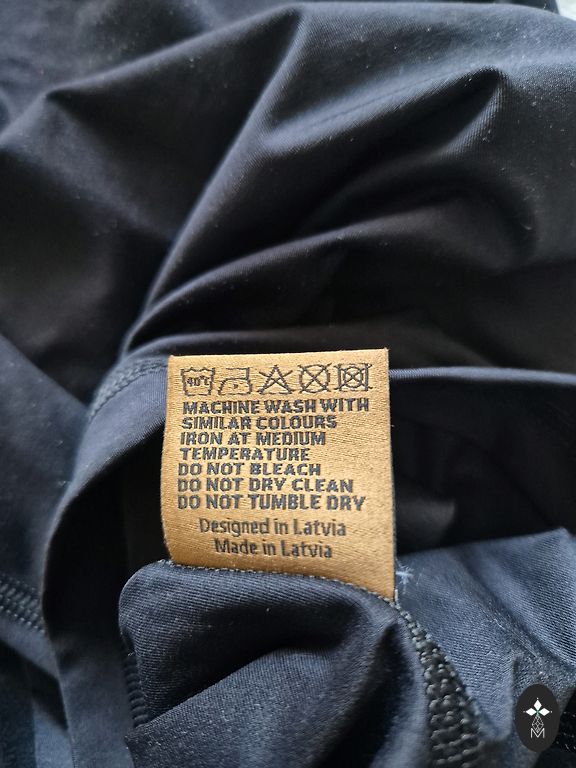 40°C
MACHINE WASH WITH
SIMILAR COLOURS
IRON AT MEDIUM
TEMPERATURE
DO NOT BLEACH
DO NOT DRY CLEAN
DO NOT TUMBLE DRY
Designed in Latvia
Made in Latvia
M